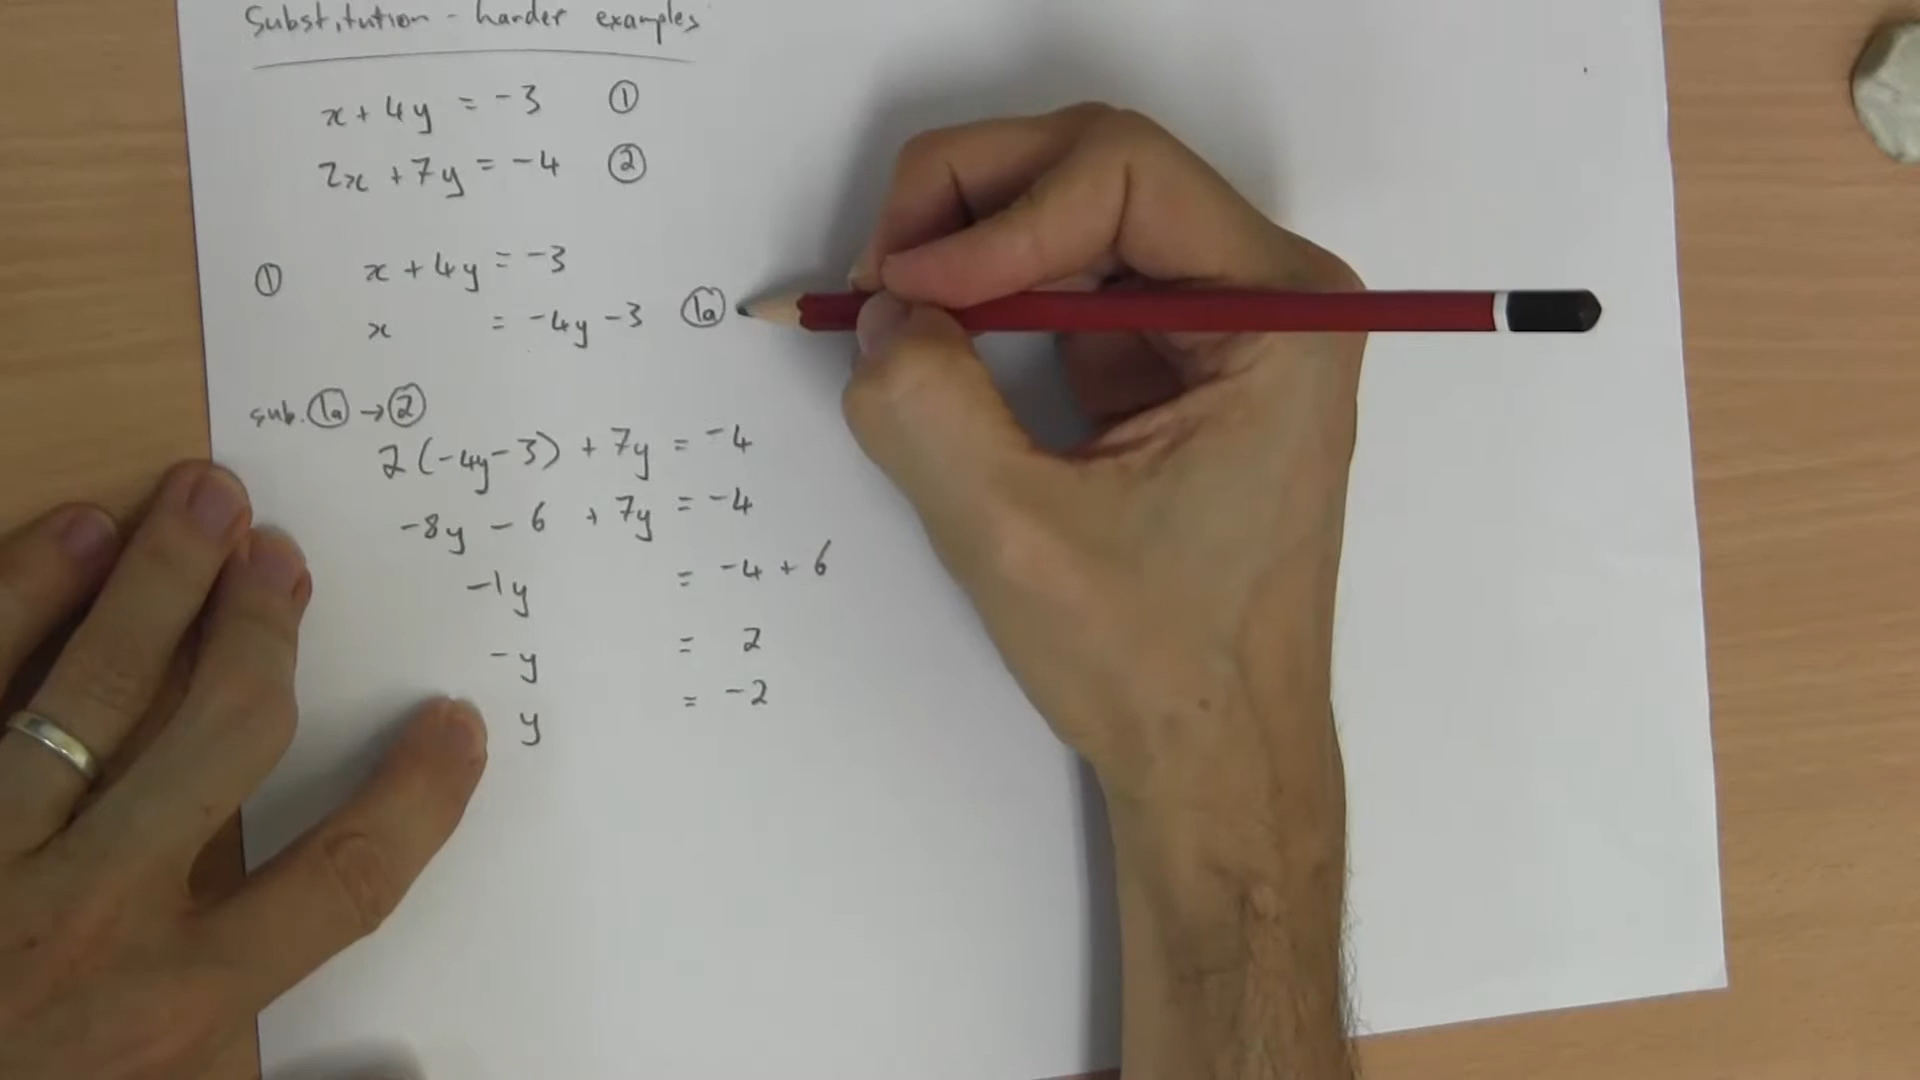 Substitution - harder examples
x + 4y = -3 ①
2x + 7y = -4 ②
① x + 4y = -3
x = -4y - 3 (1a)
sub. (1a) → ②
2(-4y-3) + 7y = -4
-8y - 6 + 7y = -4
-1y = -4 + 6
-y = 2
y = -2